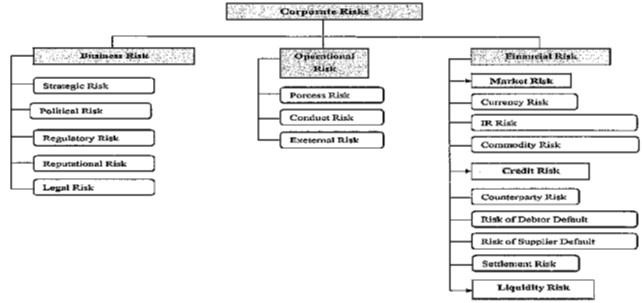 Corporate Risks
Business Risk
Strategic Risk
Political Risk
Regulatory Risk
Reputational Risk
Legal Risk
Operational
Risk
Porcess Risk
Conduct Risk
Exeternal Risk
Financial Risk
Market Risk
Currency Risk
IR Risk
Commodity Risk
Credit Risk
Counterparty Risk
Risk of Debtor Default
Risk of Supplier Default
Settlement Risk
Liquidity Risk